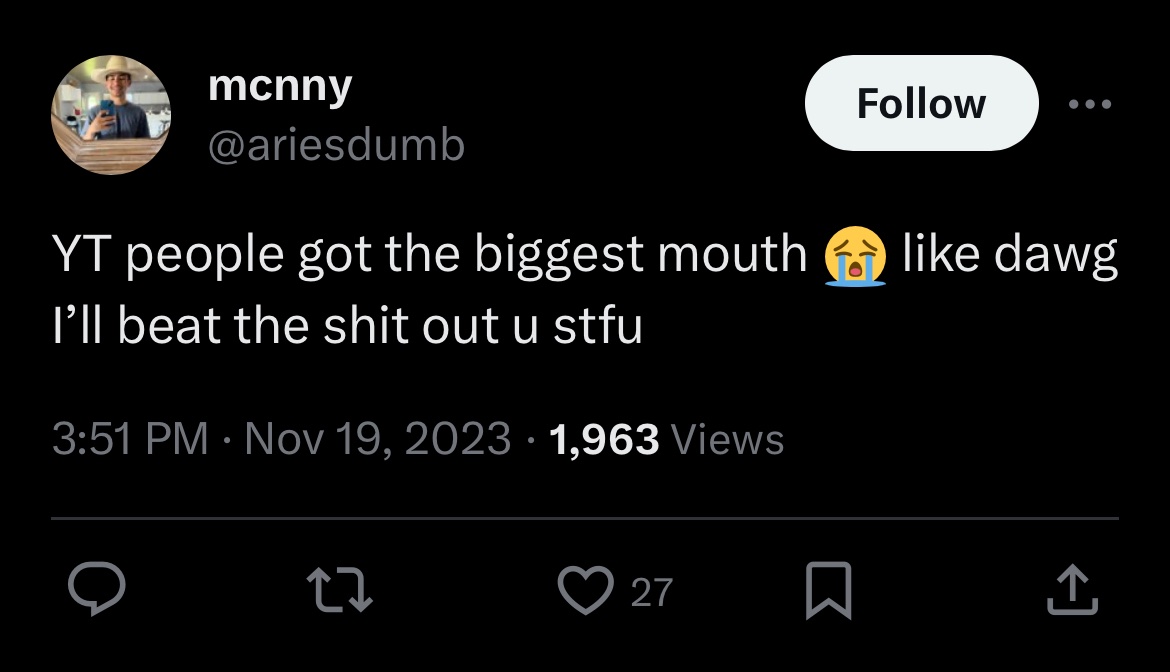 mcnny
@ariesdumb
Follow
YT people got the biggest mouth 😭 like dawg
I’ll beat the shit out u stfu
3:51 PM · Nov 19, 2023 · 1,963 Views
27